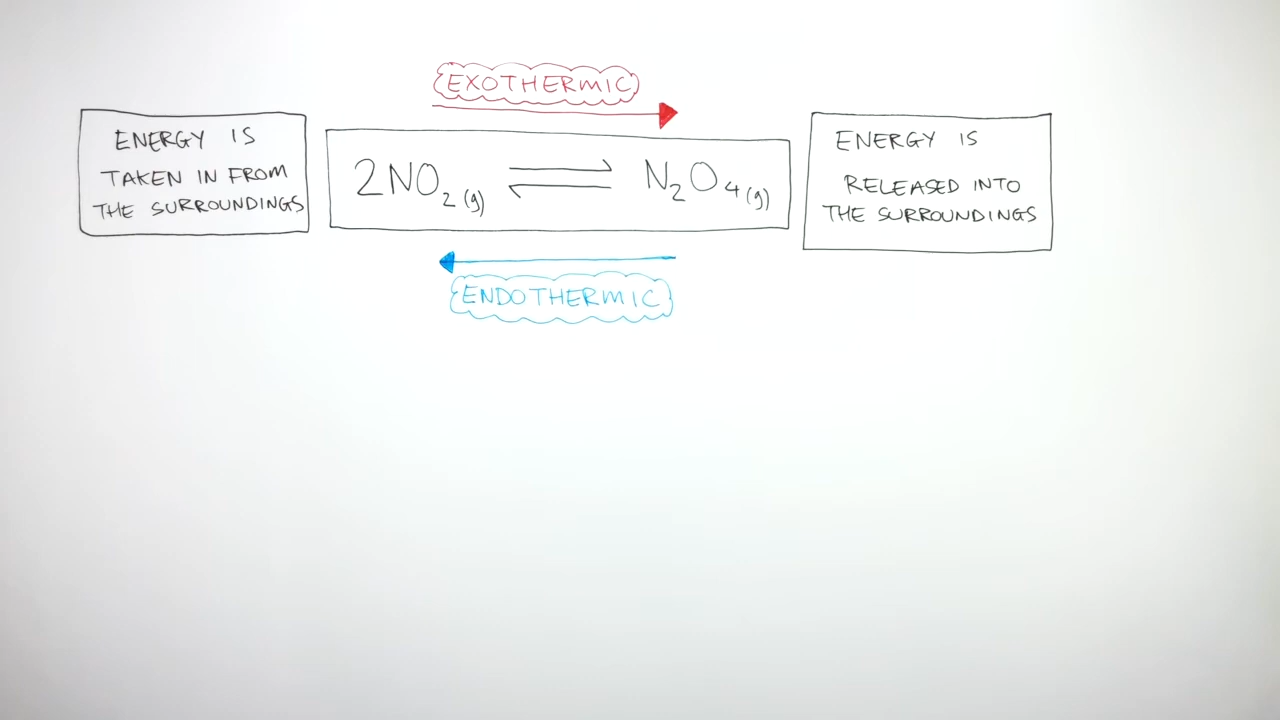 EXOTHERMIC
ENERGY IS
TAKEN IN FROM
THE SURROUNDINGS
2NO₂(g) ⇌ N₂O₄(g)
ENERGY IS
RELEASED INTO
THE SURROUNDINGS
ENDOTHERMIC